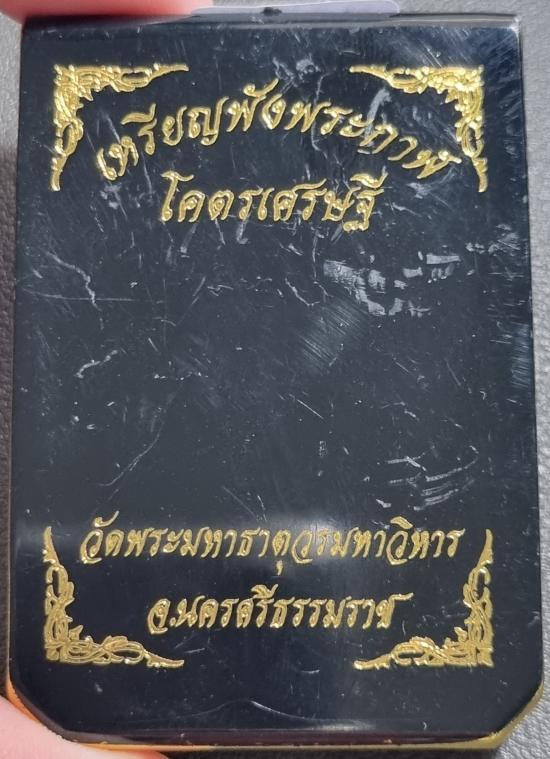 เหรียญพังพระกาฬ
โคตรเศรษฐี
วัดพระมหาธาตุวรมหาวิหาร
จ.นครศรีธรรมราช